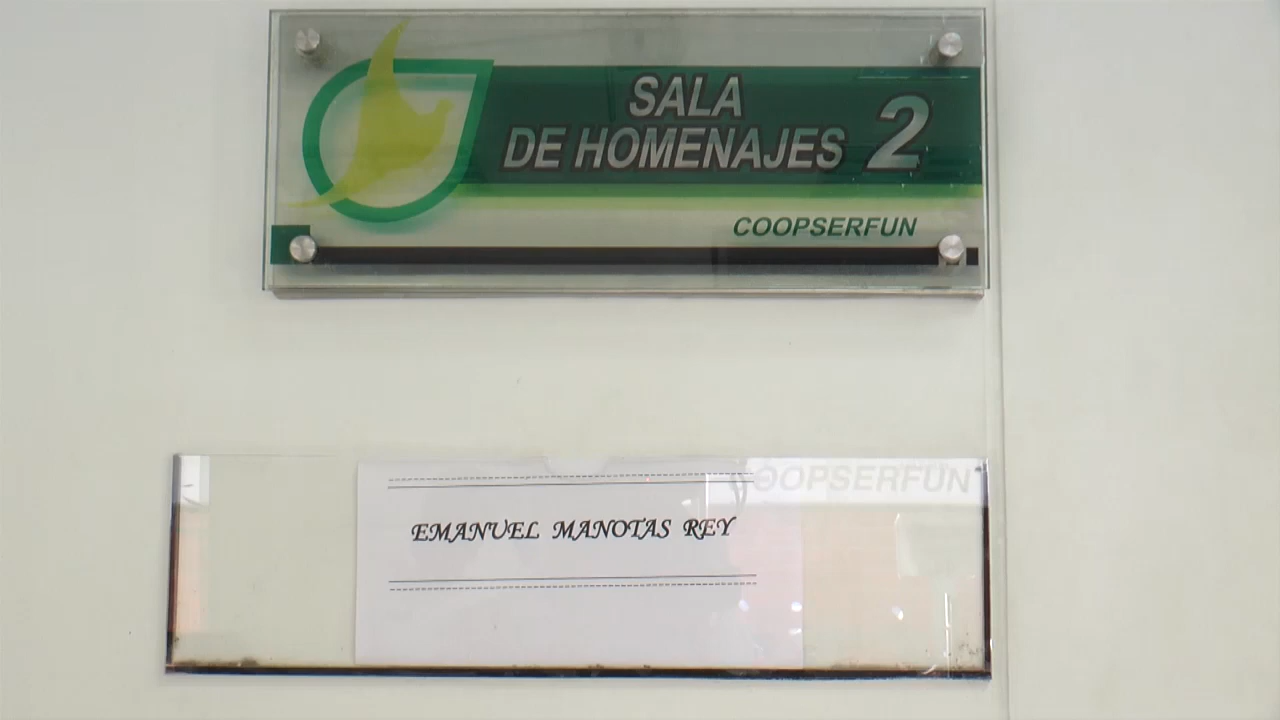 SALA
DE HOMENAJES 2
COOPSERFUN
COOPSERFUN
EMANUEL MANOTAS REY